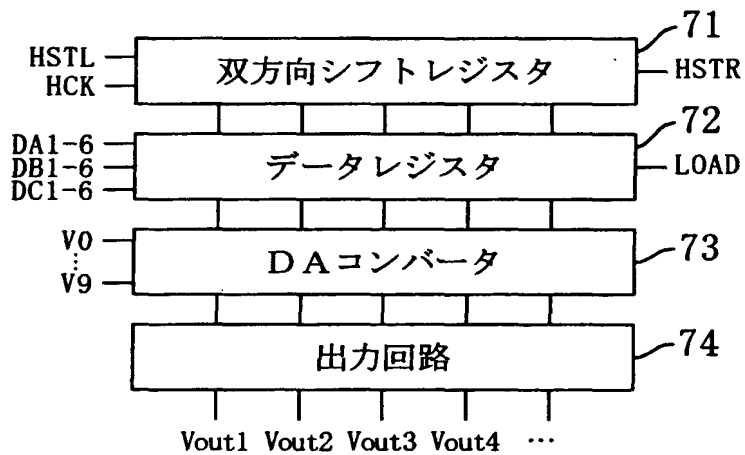 71
HSTL
HCK
双方向シフトレジスタ
HSTR
72
DA1-6
DB1-6
DC1-6
データレジスタ
LOAD
V0
⋮
V9
DAコンバータ
73
出力回路
74
Vout1 Vout2 Vout3 Vout4 …